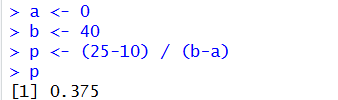 > a <- 0
> b <- 40
> p <- (25-10) / (b-a)
> p
[1] 0.375